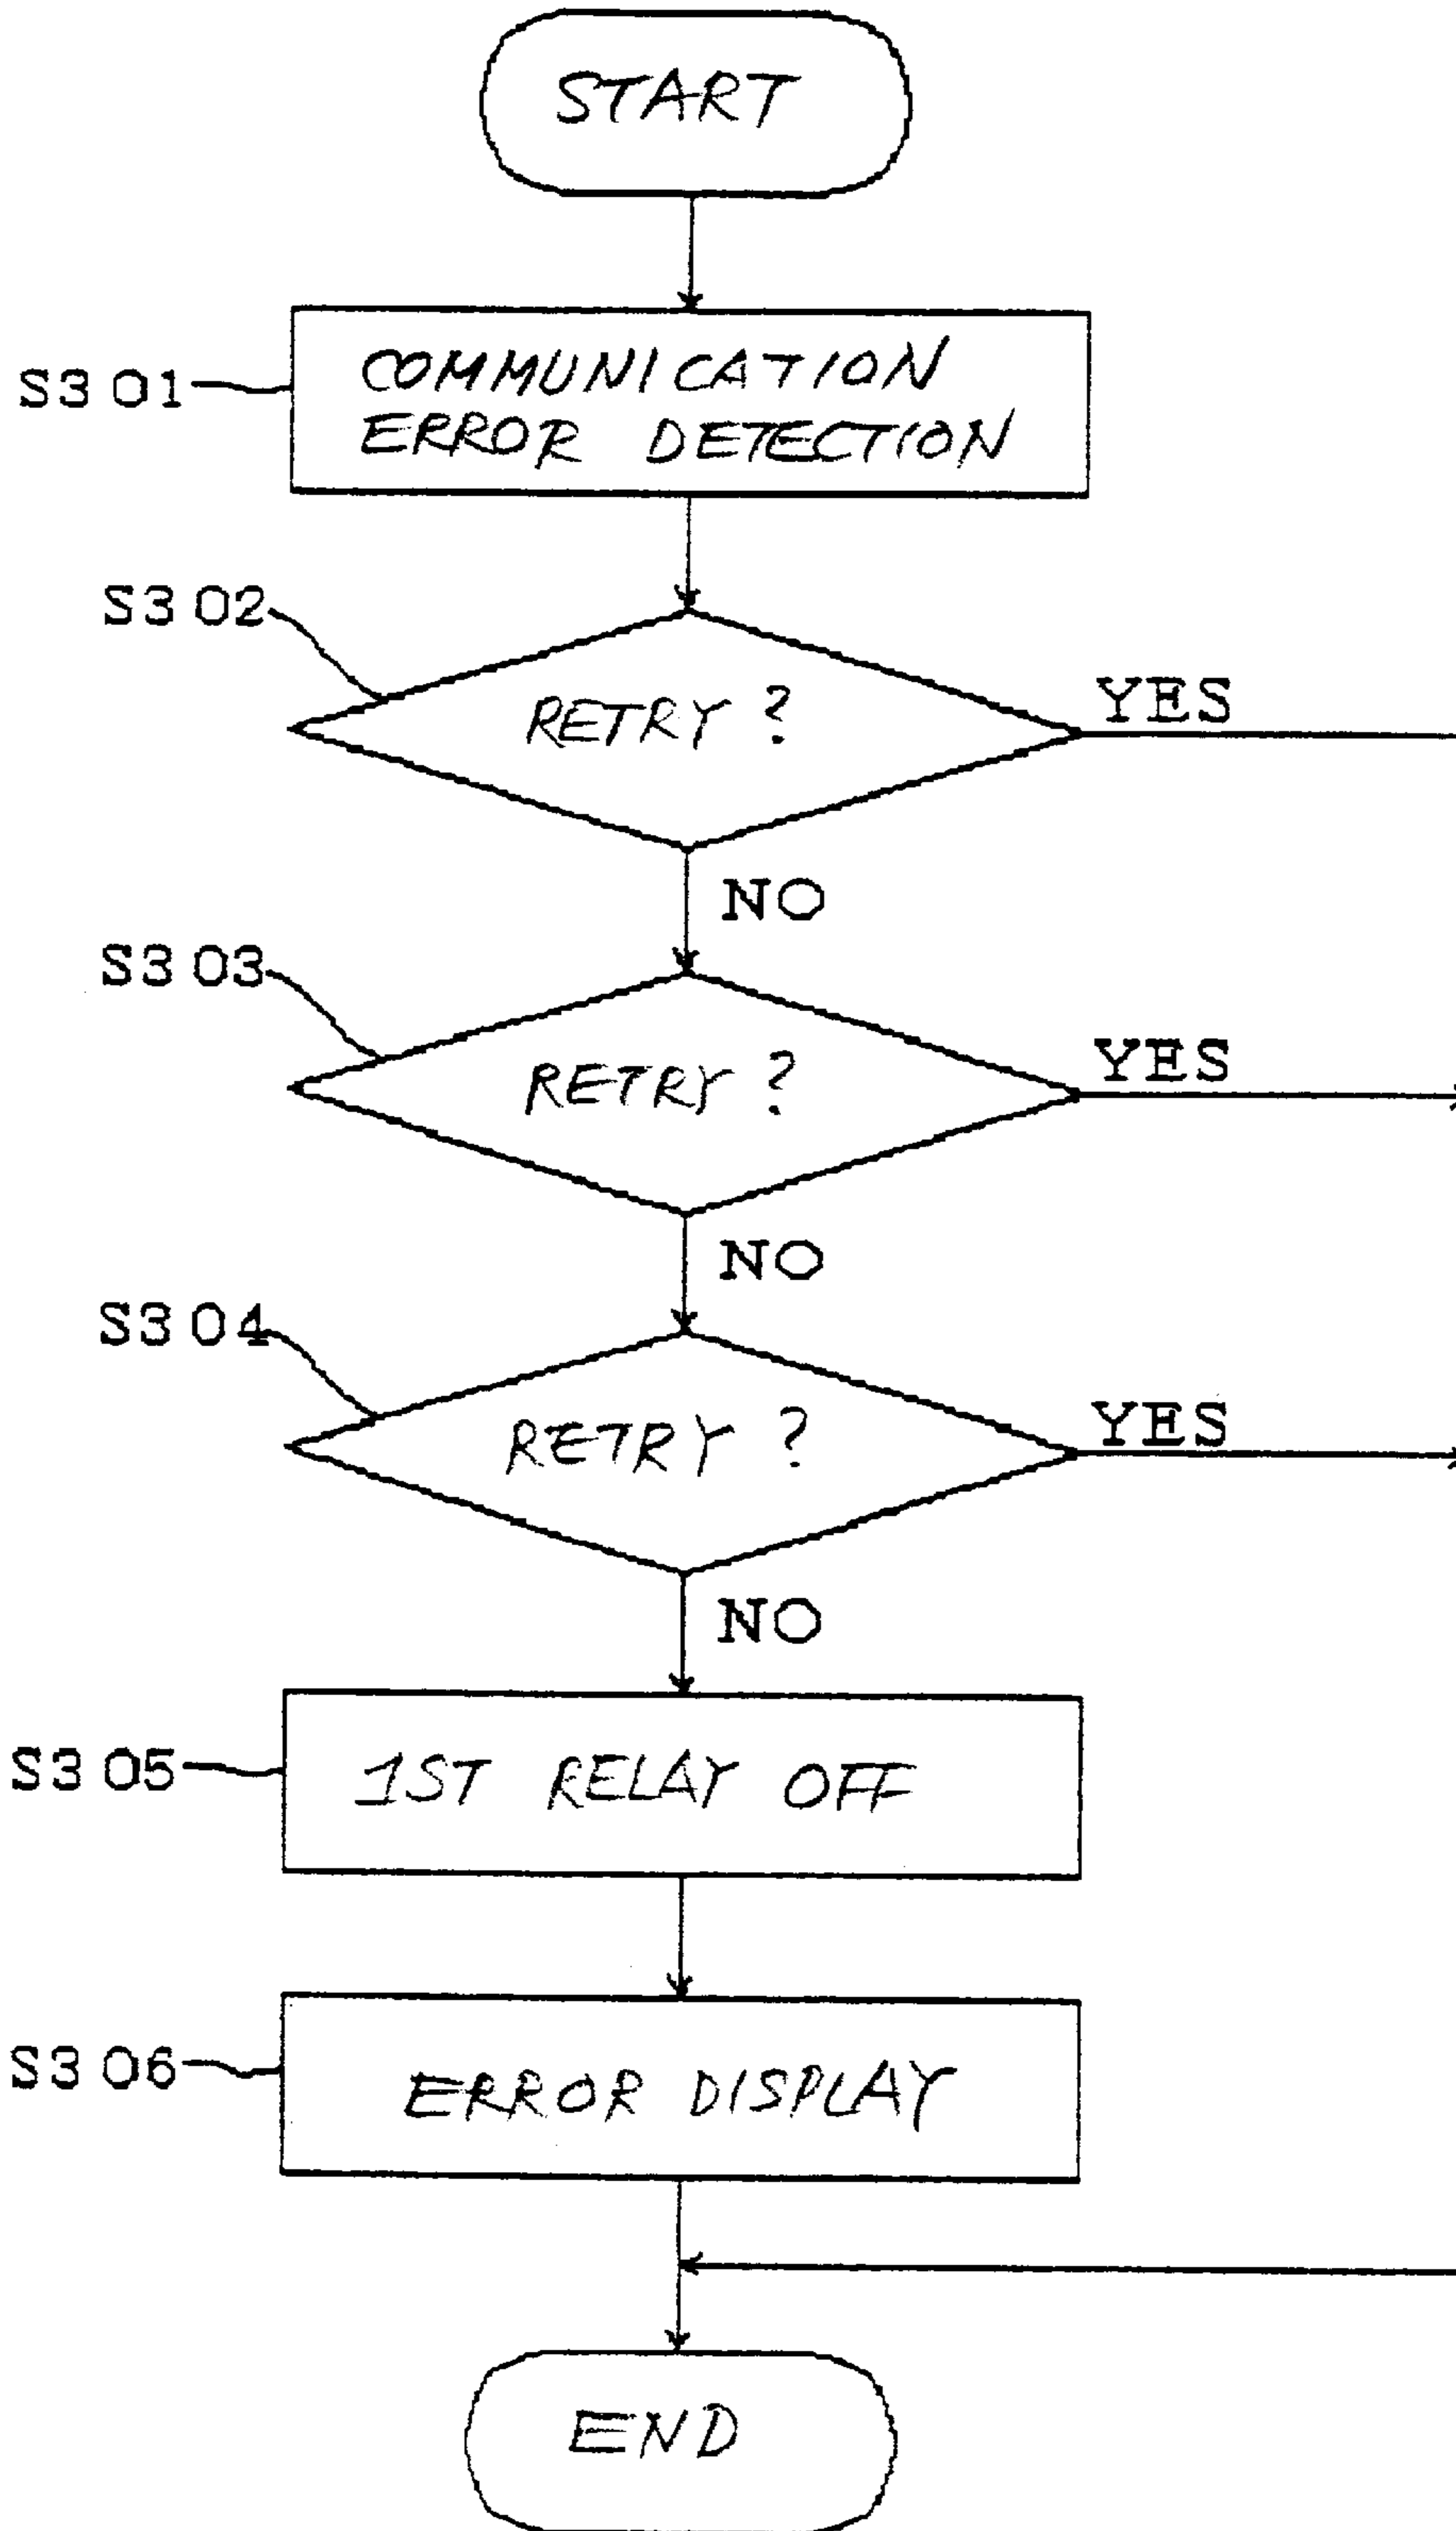 START
S301
COMMUNICATION
ERROR DETECTION
S302
RETRY ?
YES
NO
S303
RETRY ?
YES
NO
S304
RETRY ?
YES
NO
S305
1ST RELAY OFF
S306
ERROR DISPLAY
END